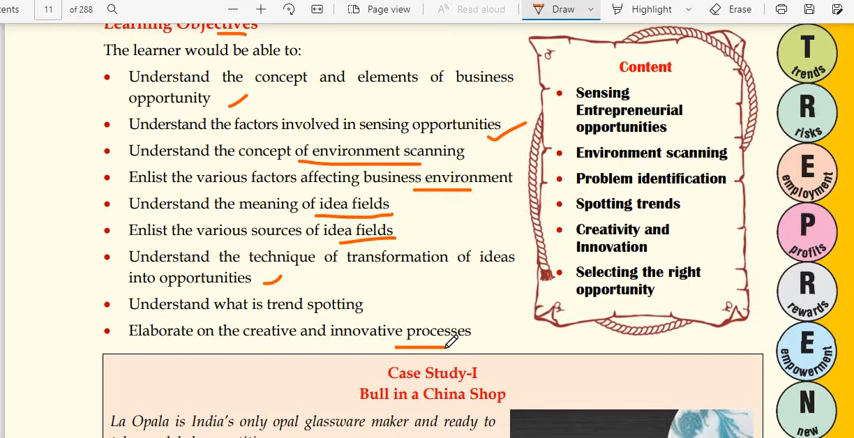 ents
11
of 288
Page view
Read aloud
Draw
Highlight
Erase
Learning Objectives
The learner would be able to:
• Understand the concept and elements of business
opportunity
• Understand the factors involved in sensing opportunities
• Understand the concept of environment scanning
• Enlist the various factors affecting business environment
• Understand the meaning of idea fields
• Enlist the various sources of idea fields
• Understand the technique of transformation of ideas
into opportunities
• Understand what is trend spotting
• Elaborate on the creative and innovative processes
Content
• Sensing
Entrepreneurial
opportunities
• Environment scanning
• Problem identification
• Spotting trends
• Creativity and
Innovation
• Selecting the right
opportunity
T
trends
R
risks
E
employment
P
profits
R
rewards
E
empowerment
N
new
Case Study-I
Bull in a China Shop
La Opala is India's only opal glassware maker and ready to